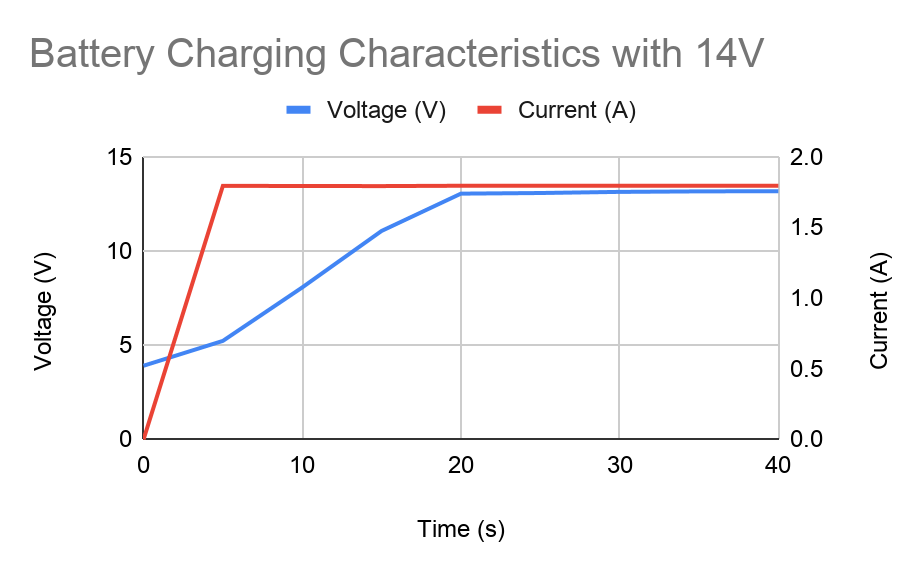 Battery Charging Characteristics with 14V
Voltage (V) Current (A)
15 2.0
1.5
10
1.0
5
0.5
0 0.0
Voltage (V)
Current (A)
0 10 20 30 40
Time (s)